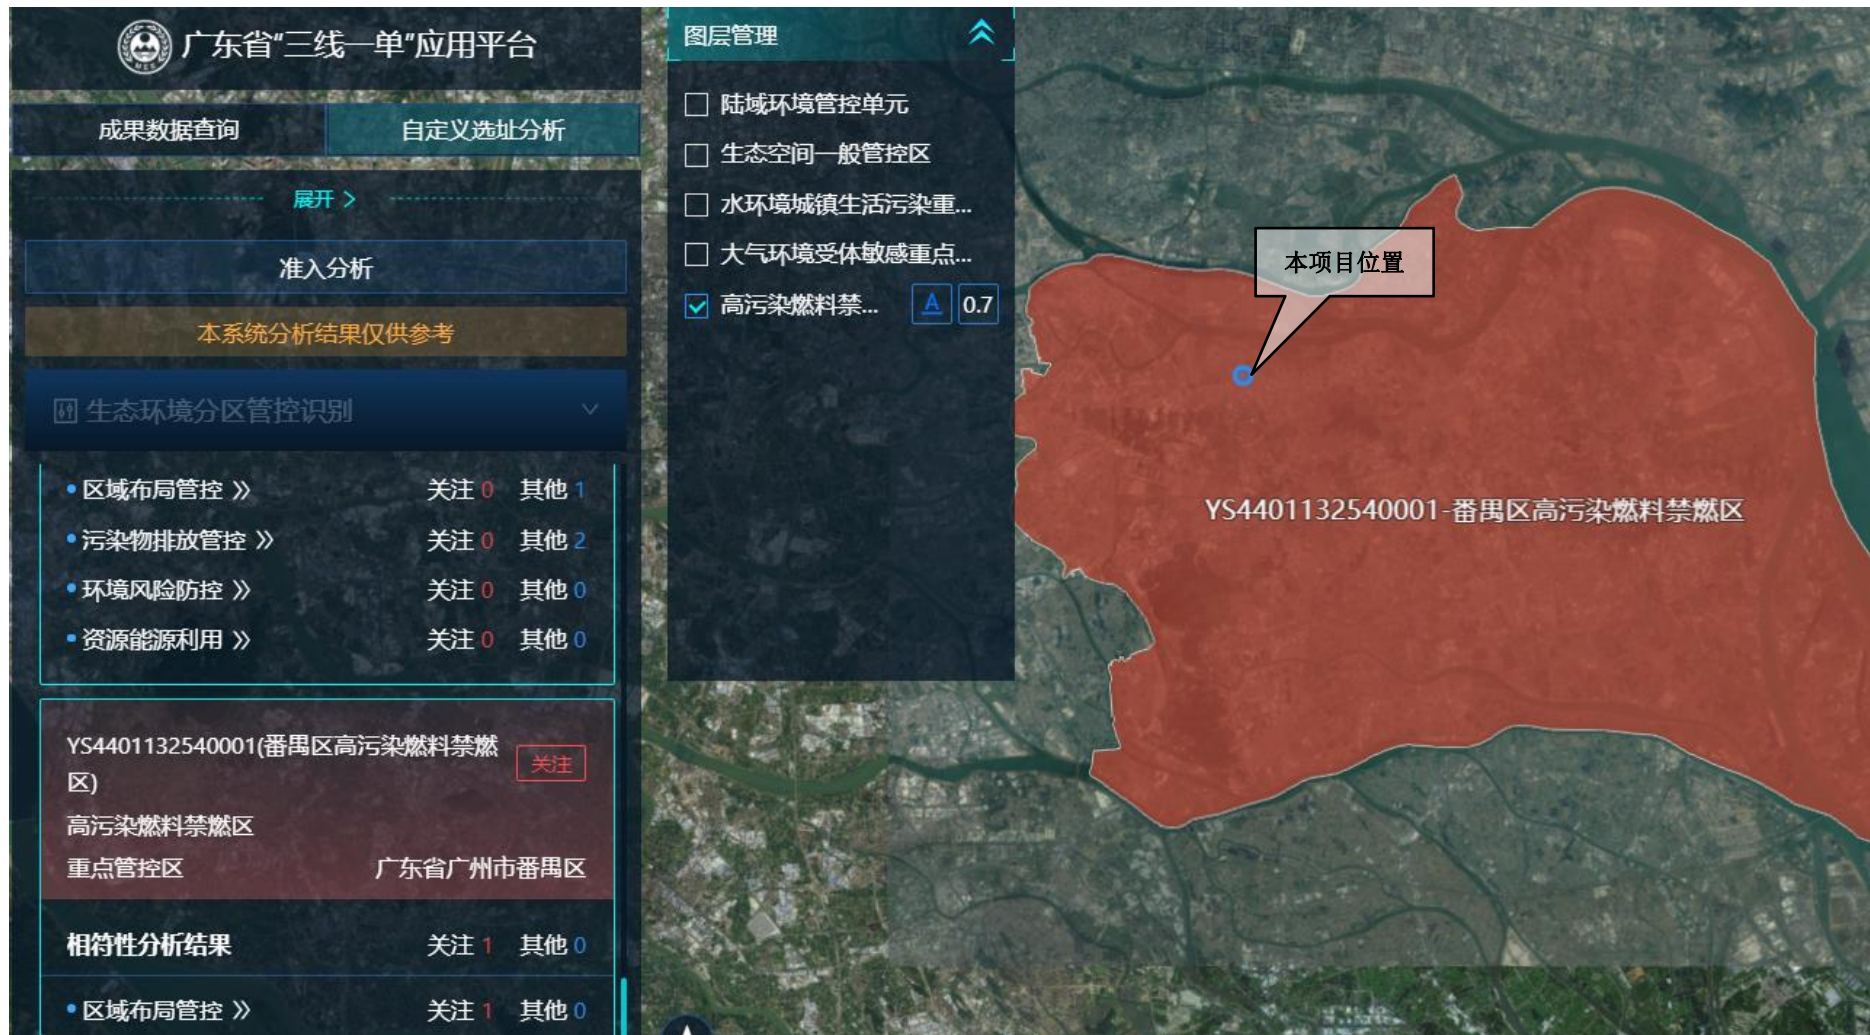 广东省“三线一单”应用平台
成果数据查询
自定义选址分析
展开 >
准入分析
本系统分析结果仅供参考
生态环境分区管控识别
区域布局管控 》 关注 0 其他 1
污染物排放管控 》 关注 0 其他 2
环境风险防控 》 关注 0 其他 0
资源能源利用 》 关注 0 其他 0
YS4401132540001(番禺区高污染燃料禁燃
区)
关注
高污染燃料禁燃区
重点管控区 广东省广州市番禺区
相符性分析结果 关注 1 其他 0
区域布局管控 》 关注 1 其他 0
图层管理
陆域环境管控单元
生态空间一般管控区
水环境城镇生活污染重...
大气环境受体敏感重点...
高污染燃料禁... A 0.7
本项目位置
YS4401132540001-番禺区高污染燃料禁燃区